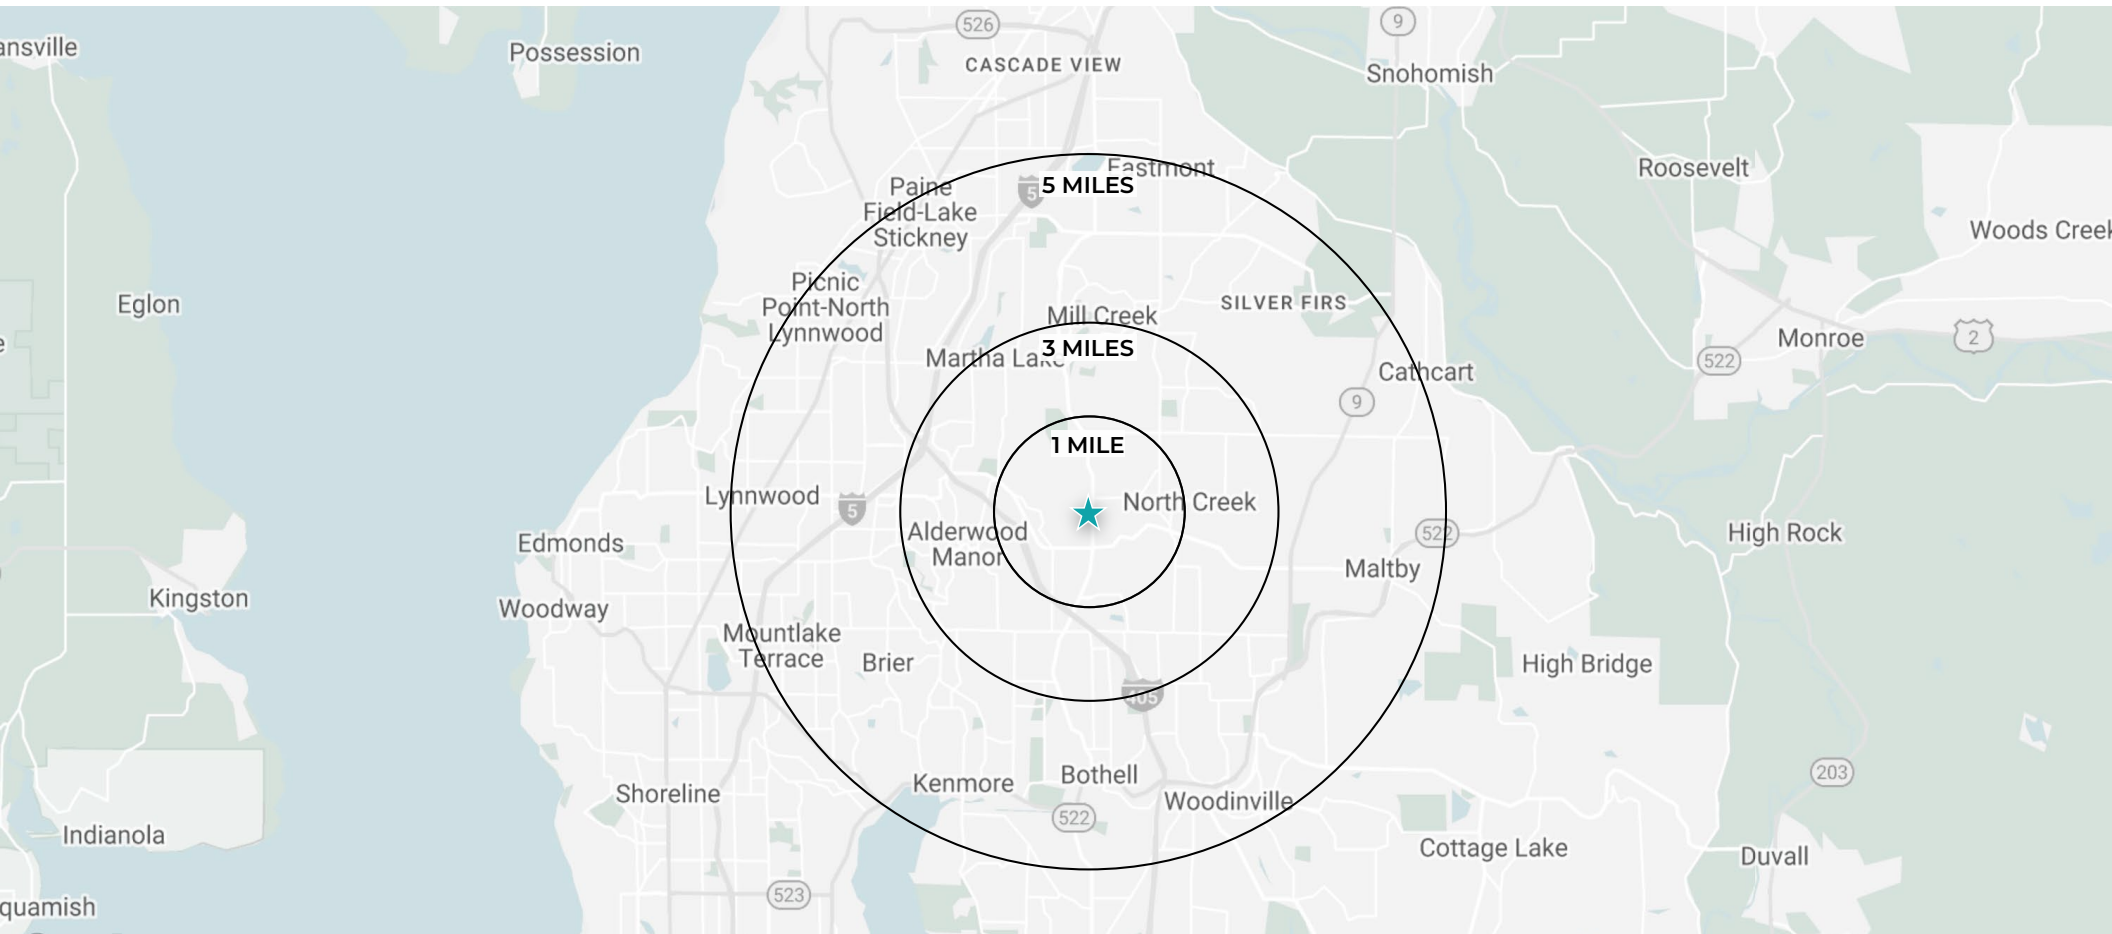 526
9
ansville
Possession
CASCADE VIEW
Snohomish
Eastmont
Roosevelt
5
5 MILES
Paine
Field-Lake
Stickney
Woods Creek
Picnic
Point-North
Lynnwood
Eglon
SILVER FIRS
Mill Creek
e
3 MILES
Martha Lake
Monroe
2
522
Cathcart
9
1 MILE
Lynnwood
5
North Creek
Alderwood
Manor
522
High Rock
Edmonds
Maltby
Kingston
Woodway
Mountlake
Terrace
Brier
High Bridge
405
Kenmore
Bothell
203
Shoreline
Woodinville
522
Indianola
Cottage Lake
Duvall
523
quamish